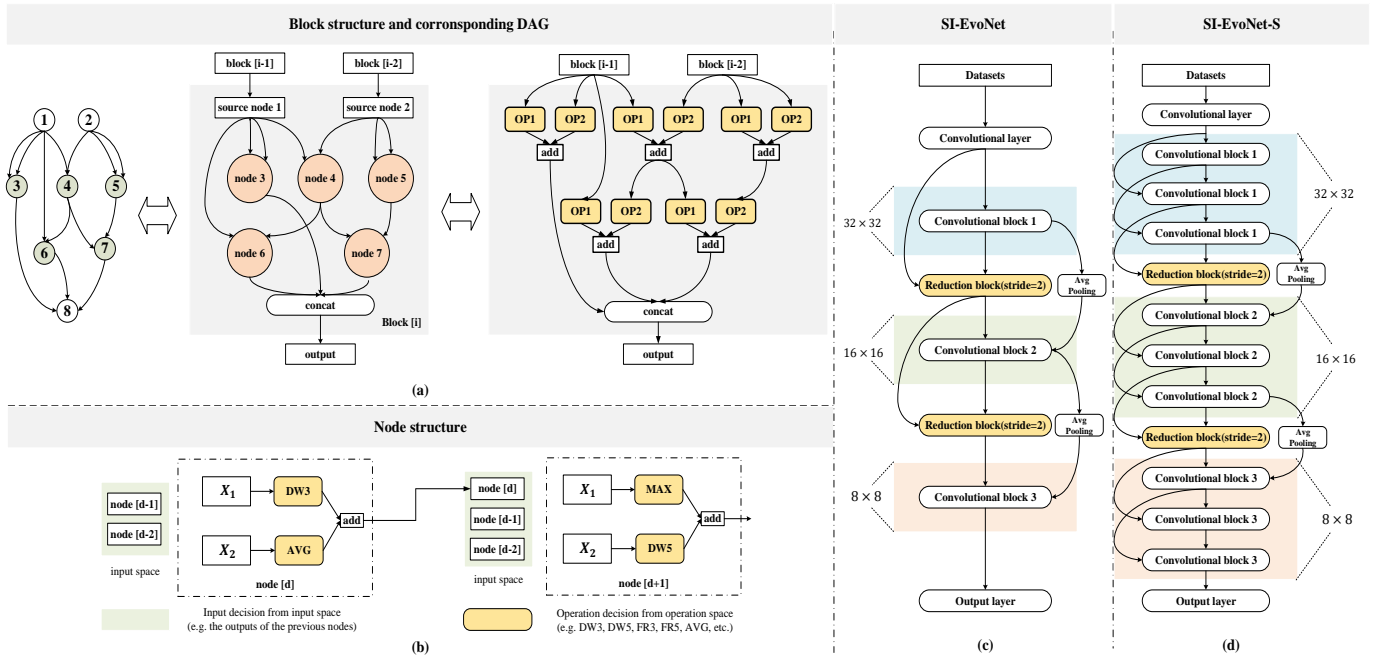 Block structure and corronsponding DAG
1
2
3
4
5
6
7
8
block [i-1]
block [i-2]
source node 1
source node 2
node 3
node 4
node 5
node 6
node 7
concat
Block [i]
output
block [i-1]
block [i-2]
OP1
OP2
OP1
OP2
OP1
OP2
add
add
add
OP1
OP2
OP1
OP2
add
add
concat
output
(a)
Node structure
node [d-1]
node [d-2]
input space
X1
DW3
X2
AVG
add
node [d]
node [d]
node [d-1]
node [d-2]
input space
X1
MAX
X2
DW5
add
node [d+1]
Input decision from input space
(e.g. the outputs of the previous nodes)
Operation decision from operation space
(e.g. DW3, DW5, FR3, FR5, AVG, etc.)
(b)
SI-EvoNet
Datasets
Convolutional layer
32 × 32
Convolutional block 1
Reduction block(stride=2)
Avg
Pooling
16 × 16
Convolutional block 2
Reduction block(stride=2)
Avg
Pooling
8 × 8
Convolutional block 3
Output layer
(c)
SI-EvoNet-S
Datasets
Convolutional layer
Convolutional block 1
Convolutional block 1
32 × 32
Convolutional block 1
Reduction block(stride=2)
Avg
Pooling
Convolutional block 2
Convolutional block 2
16 × 16
Convolutional block 2
Reduction block(stride=2)
Avg
Pooling
Convolutional block 3
Convolutional block 3
8 × 8
Convolutional block 3
Output layer
(d)